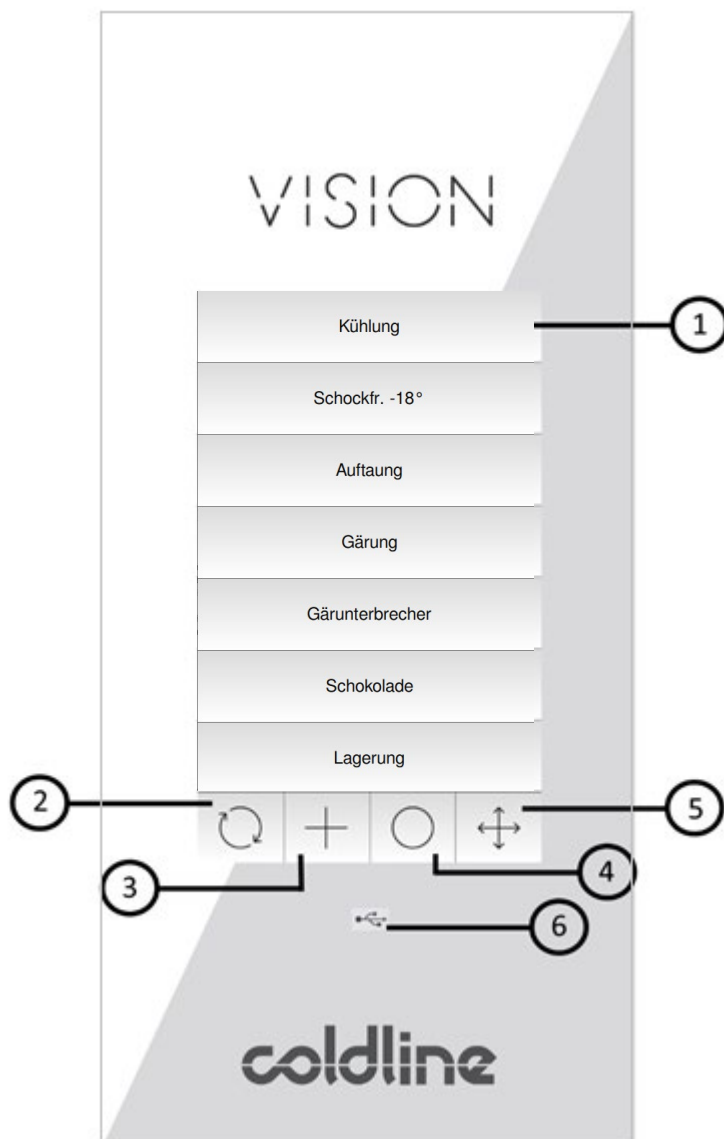 VISION
Kühlung
1
Schockfr. -18°
Auftauung
Gärung
Gärunterbrecher
Schokolade
Lagerung
2
5
3
4
6
coldline